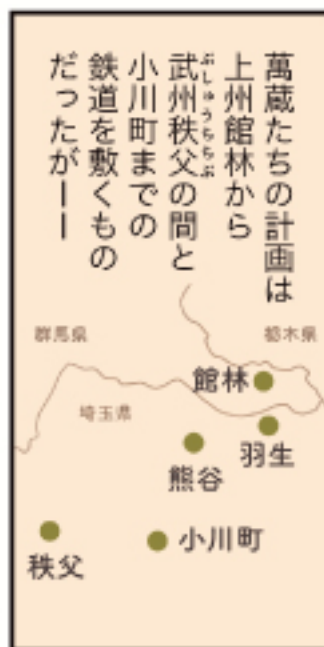 萬蔵たちの計画は
上州館林から
武州秩父の間と
ぶしゅうちちぶ
小川町までの
鉄道を敷くもの
だったがーー
群馬県
栃木県
館林
埼玉県
羽生
熊谷
小川町
秩父